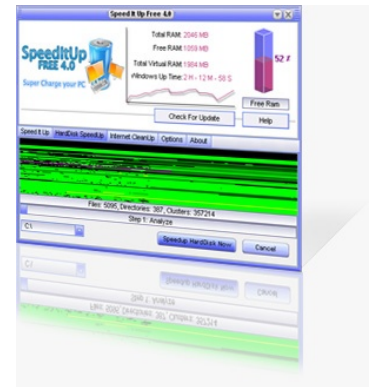 Speed It Up Free 4.0
SpeedItUp
FREE 4.0
Super Charge your PC
Total RAM: 2046 MB
Free RAM: 1059 MB
Total Virtual RAM: 1984 MB
Windows Up Time: 2 H - 12 M - 58 S
52 %
Free Ram
Check For Update
Help
Speed It Up
HardDisk SpeedUp
Internet CleanUp
Options
About
Files: 5095, Directories: 387, Clusters: 357214
Step 1: Analyze
C:\
Speedup HardDisk Now
Cancel